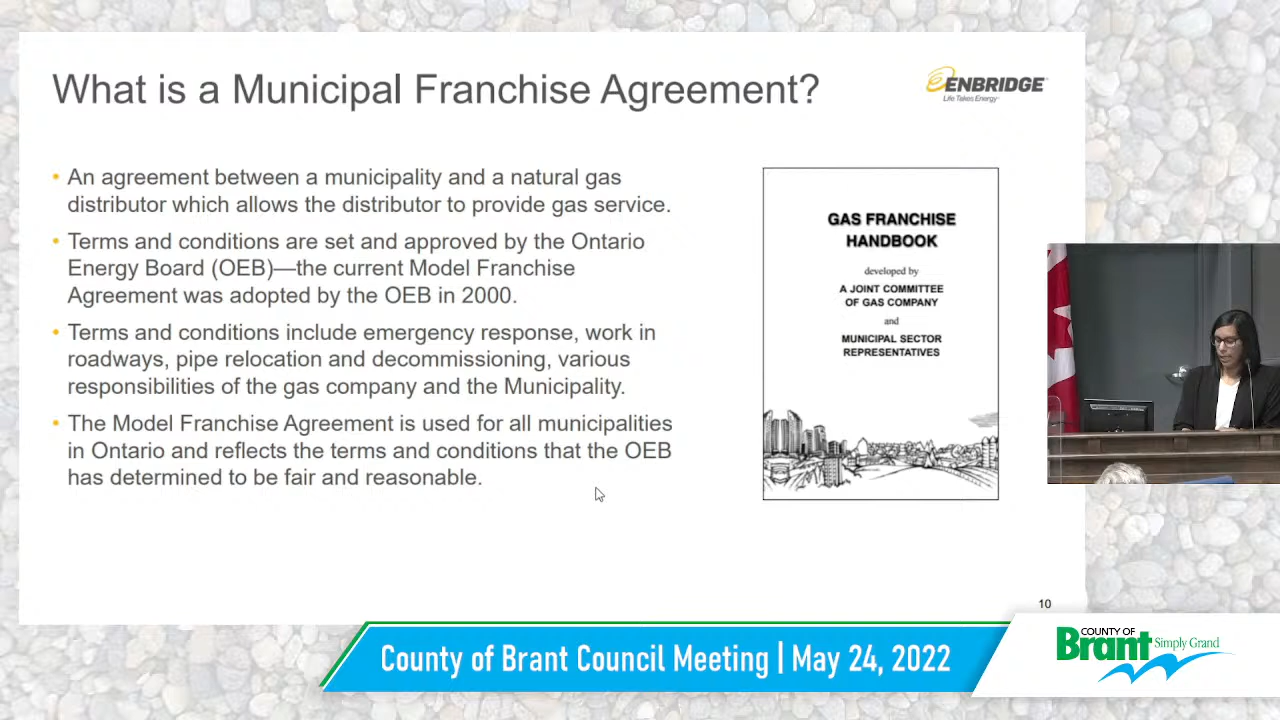 What is a Municipal Franchise Agreement?
ENBRIDGE
Life Takes Energy™
• An agreement between a municipality and a natural gas
distributor which allows the distributor to provide gas service.
• Terms and conditions are set and approved by the Ontario
Energy Board (OEB)—the current Model Franchise
Agreement was adopted by the OEB in 2000.
• Terms and conditions include emergency response, work in
roadways, pipe relocation and decommissioning, various
responsibilities of the gas company and the Municipality.
• The Model Franchise Agreement is used for all municipalities
in Ontario and reflects the terms and conditions that the OEB
has determined to be fair and reasonable.
GAS FRANCHISE
HANDBOOK
developed by
A JOINT COMMITTEE
OF GAS COMPANY
and
MUNICIPAL SECTOR
REPRESENTATIVES
10
County of Brant Council Meeting | May 24, 2022
COUNTY OF
Brant Simply Grand